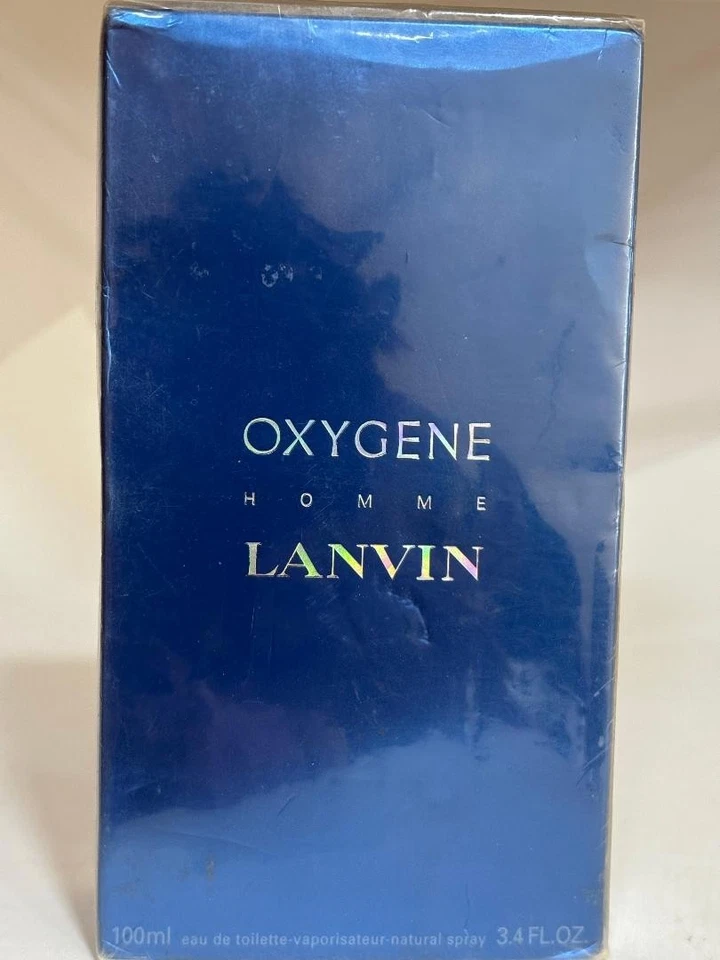 OXYGENE
HOMME
LANVIN
100ml eau de toilette-vaporisateur-natural spray 3.4 FL.OZ.